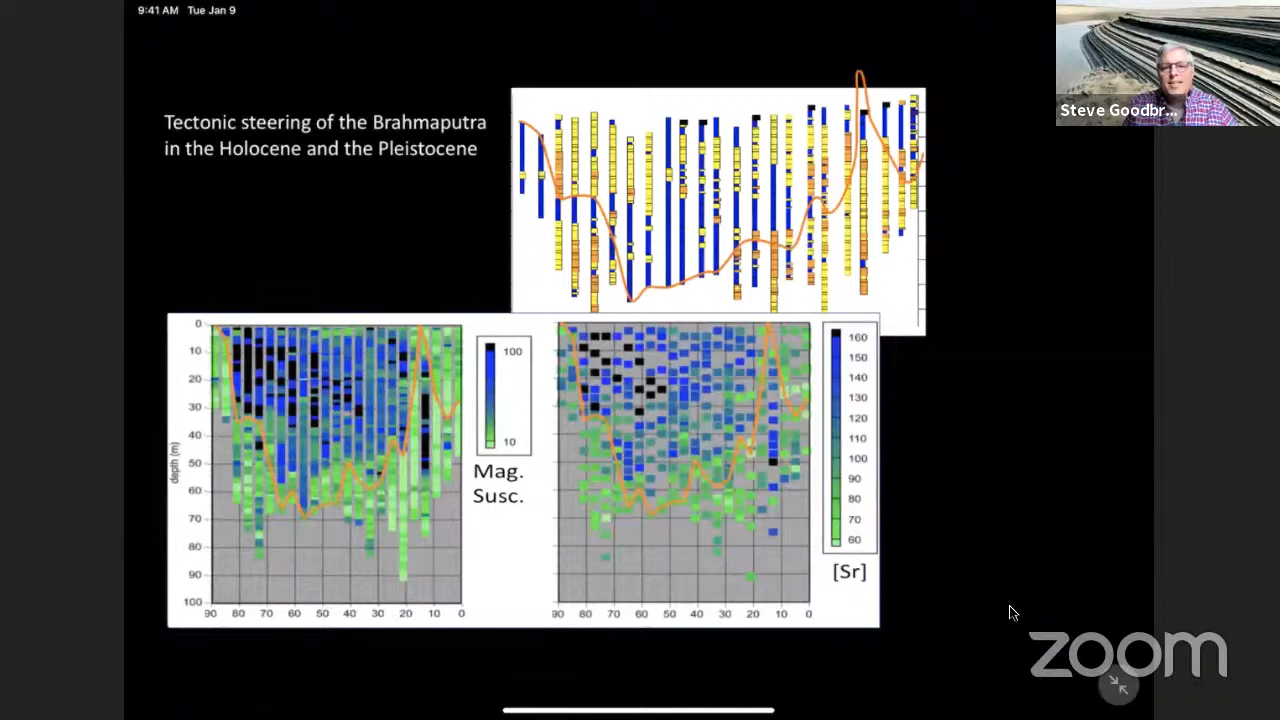 9:41 AM Tue Jan 9
Steve Goodbr...
Tectonic steering of the Brahmaputra
in the Holocene and the Pleistocene
0
10
20
30
40
50
60
70
80
90
100
depth (m)
90 80 70 60 50 40 30 20 10 0
100
10
Mag.
Susc.
90 80 70 60 50 40 30 20 10 0
160
150
140
130
120
110
100
90
80
70
60
[Sr]
zoom